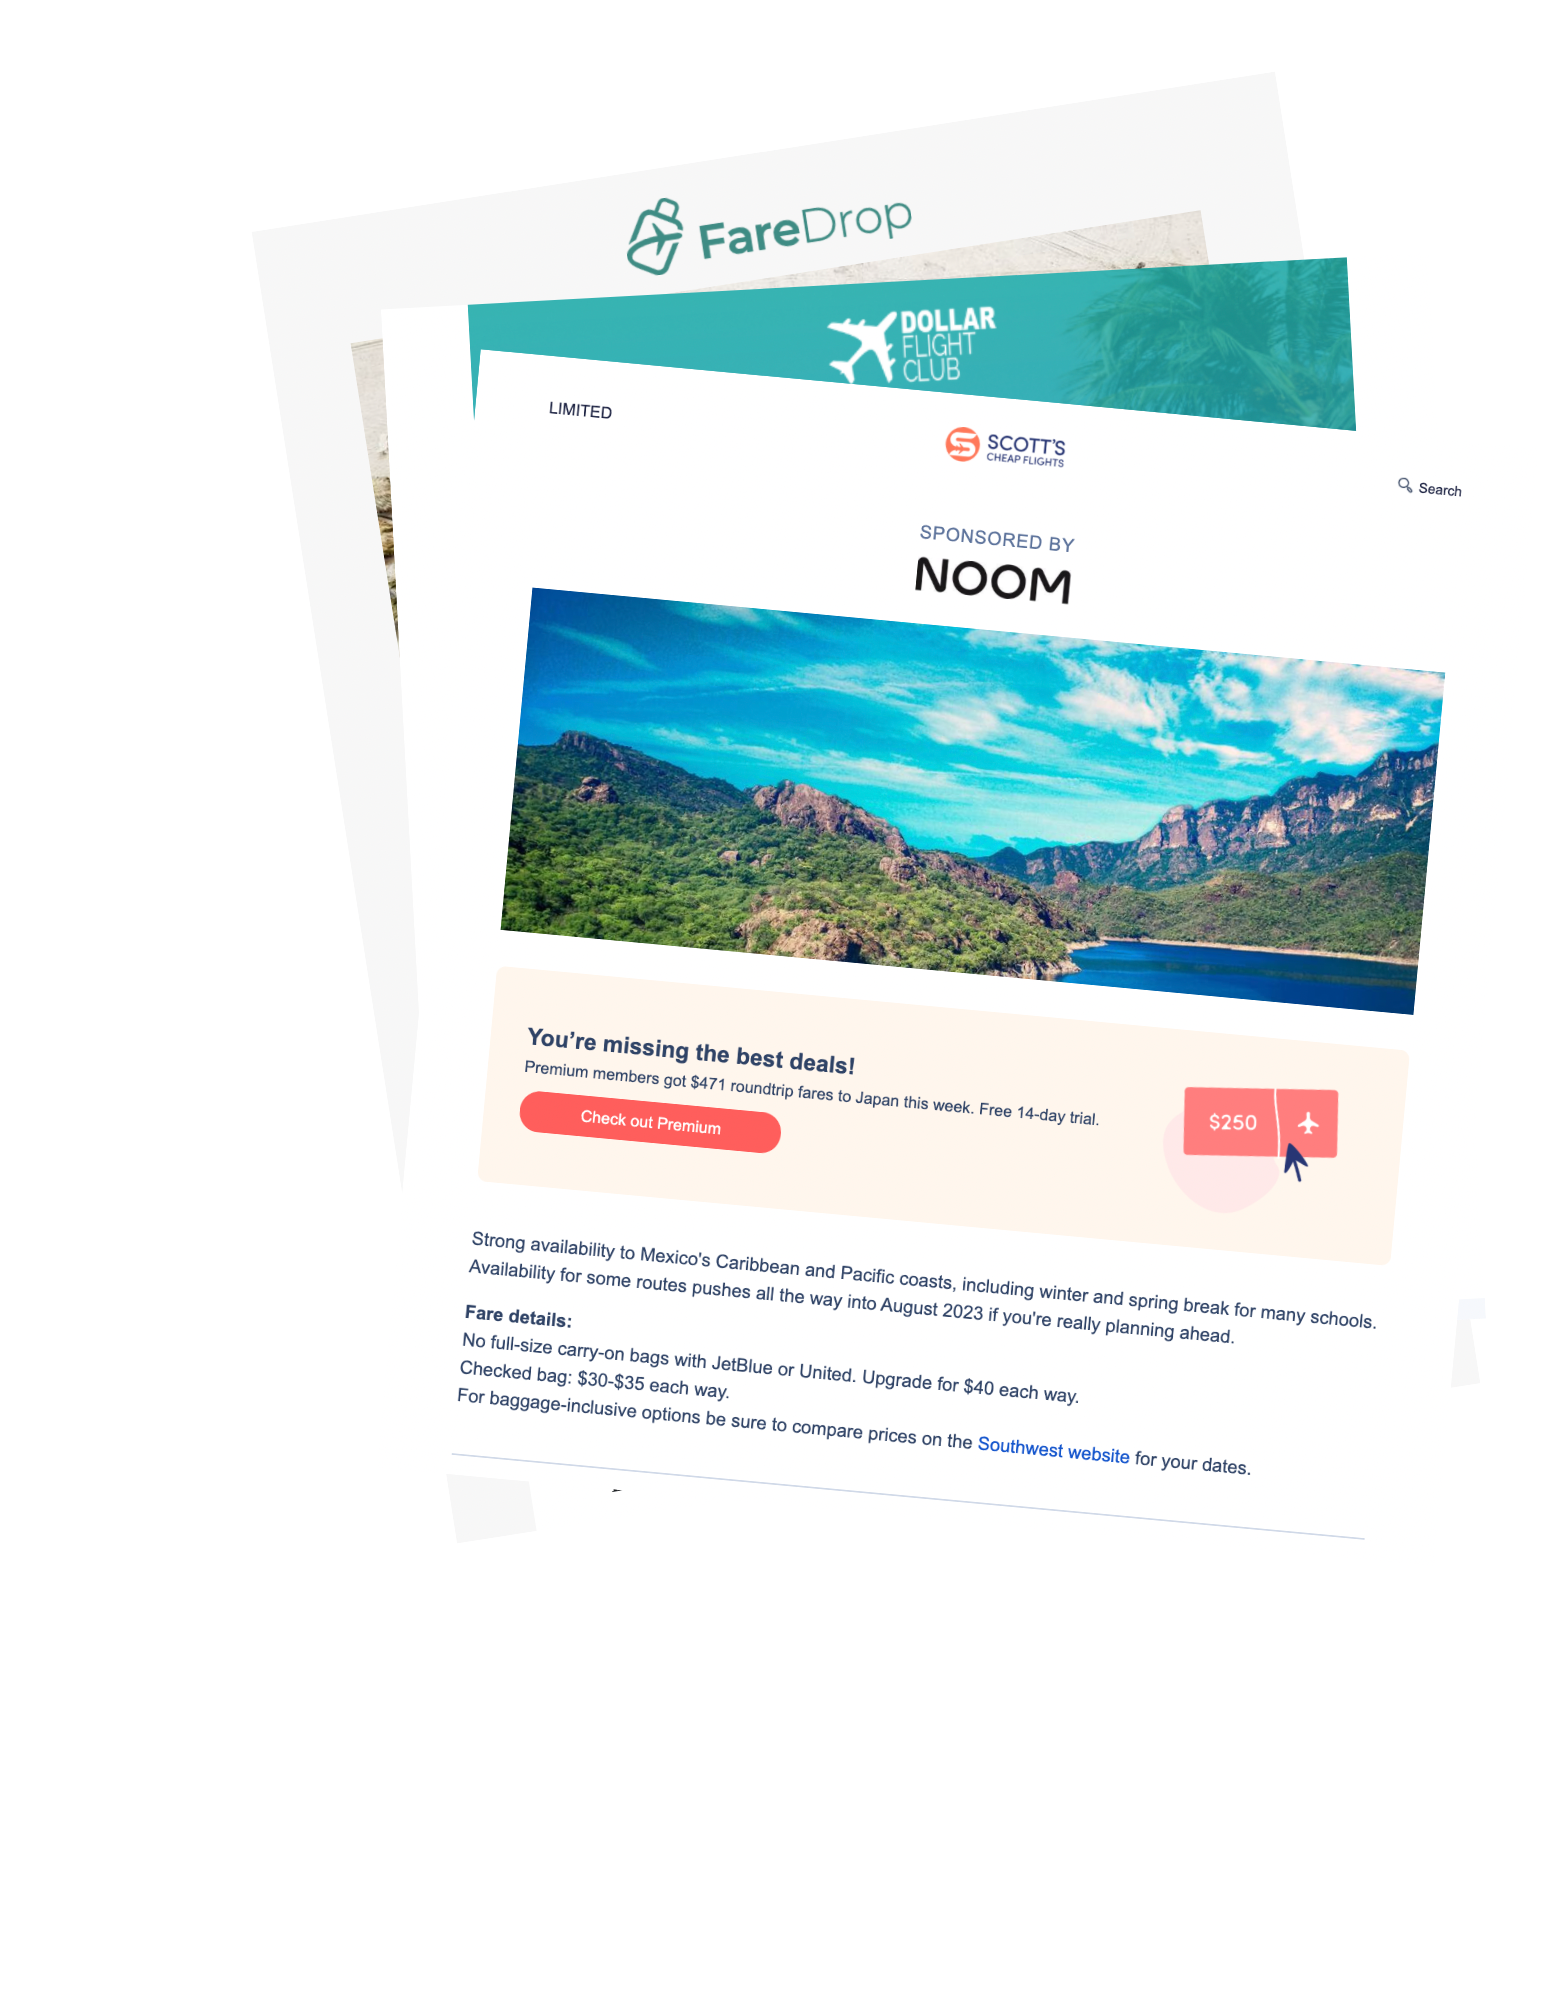 FareDrop
DOLLAR
FLIGHT
CLUB
LIMITED
SCOTT'S
CHEAP FLIGHTS
Search
SPONSORED BY
NOOM
You’re missing the best deals!
Premium members got $471 roundtrip fares to Japan this week. Free 14-day trial.
Check out Premium
$250
Strong availability to Mexico's Caribbean and Pacific coasts, including winter and spring break for many schools.
Availability for some routes pushes all the way into August 2023 if you're really planning ahead.
Fare details:
No full-size carry-on bags with JetBlue or United. Upgrade for $40 each way.
Checked bag: $30-$35 each way.
For baggage-inclusive options be sure to compare prices on the Southwest website for your dates.